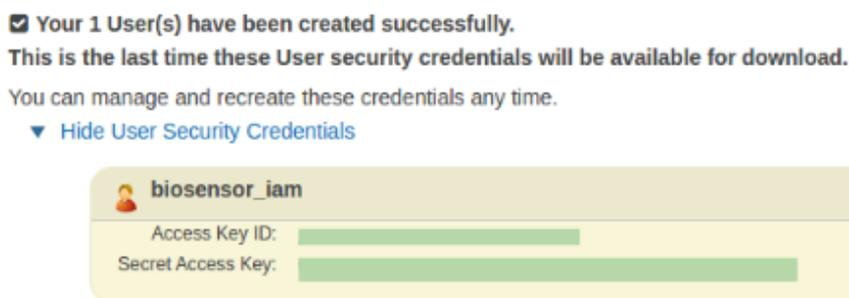 Your 1 User(s) have been created successfully.
This is the last time these User security credentials will be available for download.
You can manage and recreate these credentials any time.
Hide User Security Credentials
biosensor_iam
Access Key ID:
Secret Access Key: